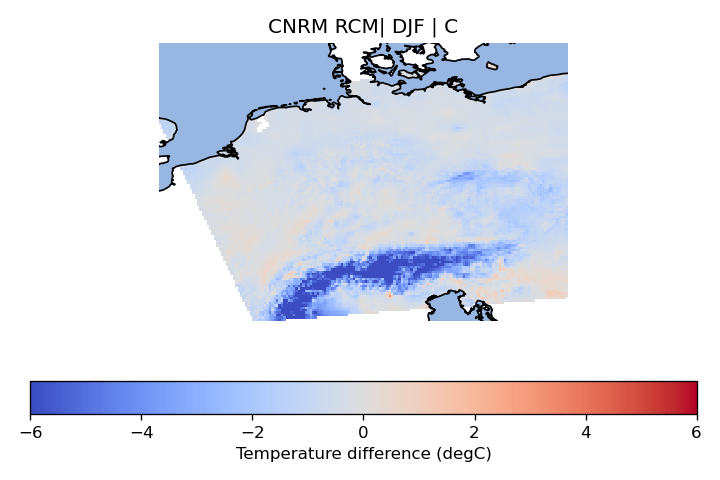 CNRM RCM| DJF | C
−6 −4 −2 0 2 4 6
Temperature difference (degC)